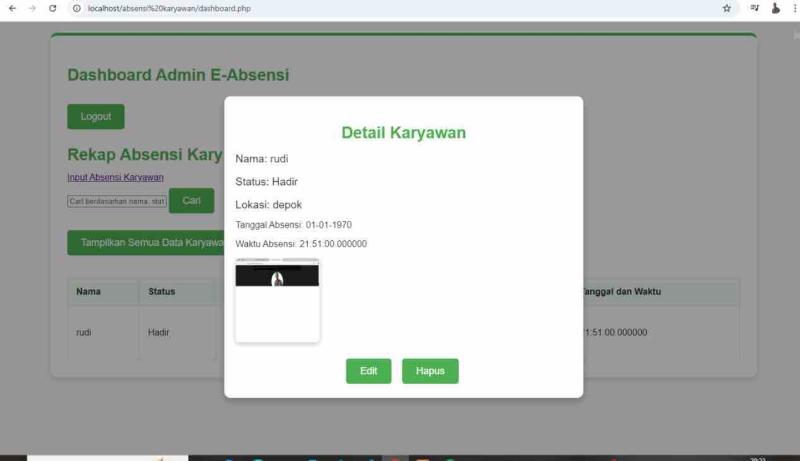 localhost/absensi%20karyawan/dashboard.php
Dashboard Admin E-Absensi
Logout
Rekap Absensi Kary
Input Absensi Karyawan
Cari berdasarkan nama, stat
Cari
Tampilkan Semua Data Karyawa
Nama
Status
Tanggal dan Waktu
rudi
Hadir
1:51:00.000000
Detail Karyawan
Nama: rudi
Status: Hadir
Lokasi: depok
Tanggal Absensi: 01-01-1970
Waktu Absensi: 21:51:00.000000
Edit
Hapus